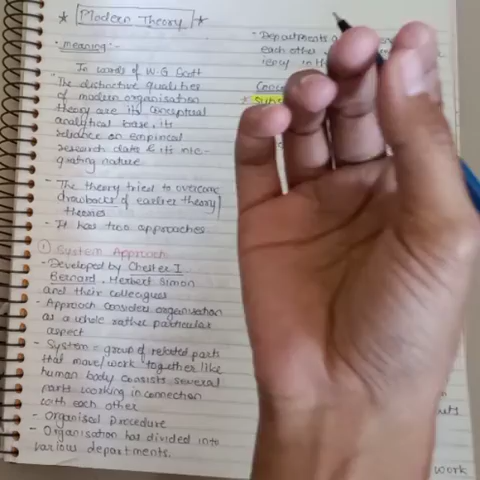 * Modern Theory *
• meaning :-
In words of W.G Scott
"The distinctive qualities
of modern organisation
theory are its conceptual
analytical base, its
reliance on empirical
research data & its inte-
grating nature
- The theory tried to overcome
drawbacks of earlier theory/
theories
- It has two approaches
① System Approach
- Developed by Chester I
Bernard, Herbert Simon
and their collegues
- Approach considers organisation
as a whole rather particular
aspect
- System = group of related parts
that move/work together like
human body consists several
parts working in connection
with each other
- Organised Procedure
- Organisation has divided into
various departments.
- Departments
each other
in th
work